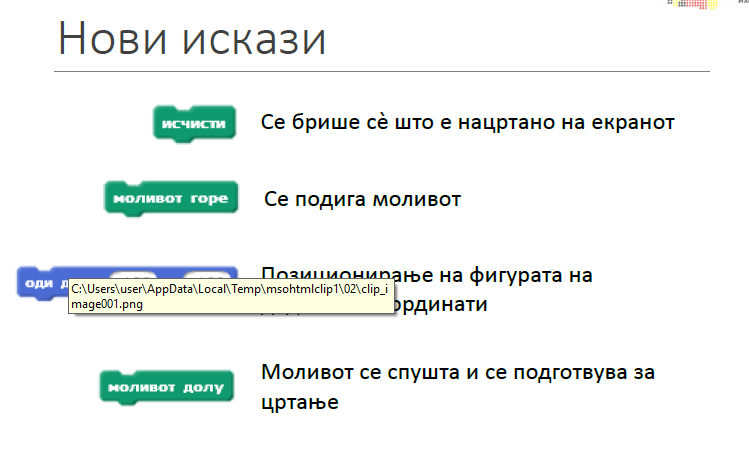 Нови искази
исчисти
Се брише сѐ што е нацртано на екранот
моливот горе
Се подига моливот
оди
Позиционирање на фигурата на
C:\Users\user\AppData\Local\Temp\msohtmlclip1\02\clip_i
mage001.png
моливот долу
Моливот се спушта и се подготвува за
цртање